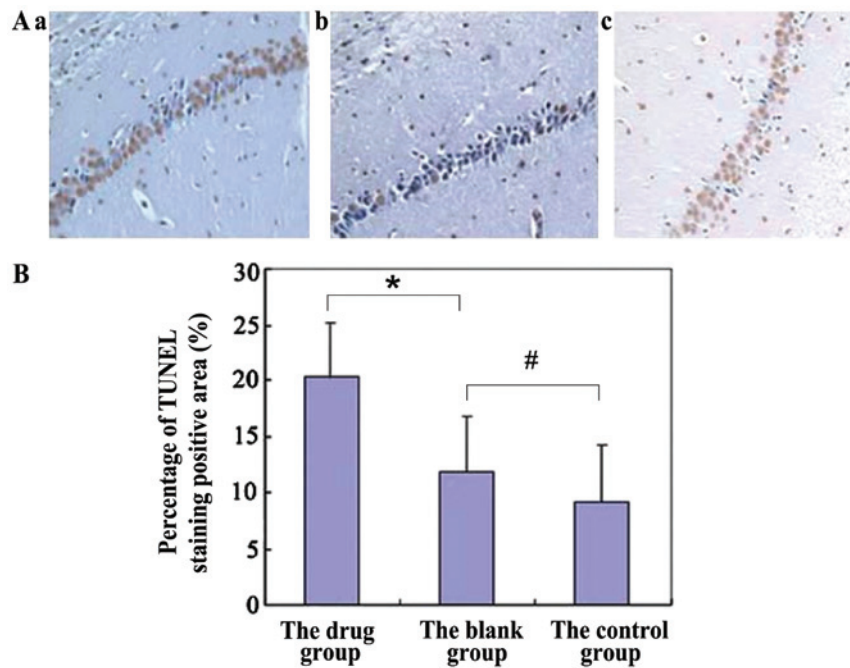 A a
b
c
B
Percentage of TUNEL
staining positive area (%)
30
25
20
15
10
5
0
*
#
The drug
group
The blank
group
The control
group